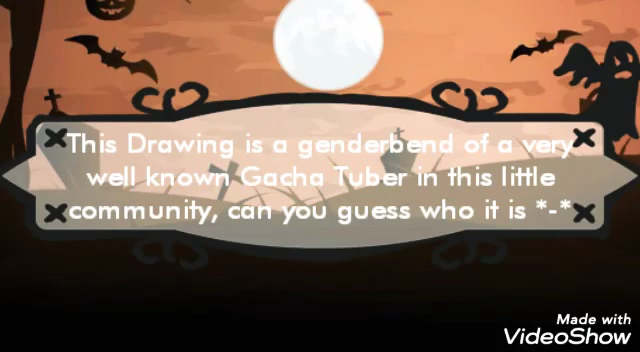 This Drawing is a genderbend of a very
well known Gacha Tuber in this little
community, can you guess who it is *-*
Made with
VideoShow